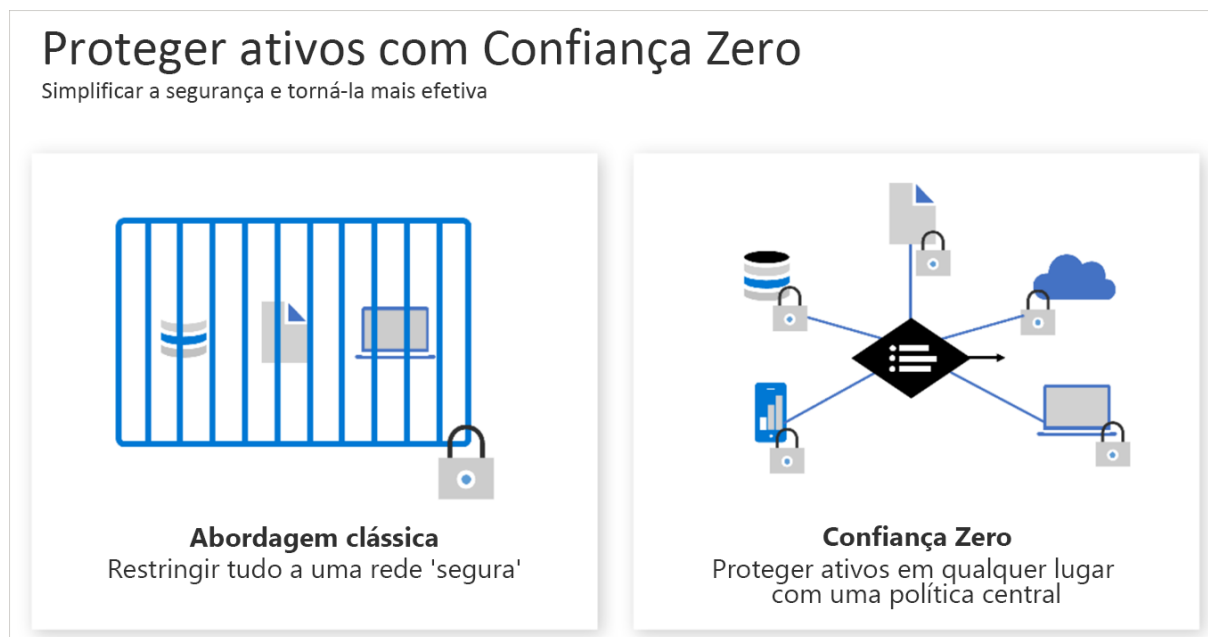 Proteger ativos com Confiança Zero
Simplificar a segurança e torná-la mais efetiva
Abordagem clássica
Restringir tudo a uma rede 'segura'
Confiança Zero
Proteger ativos em qualquer lugar
com uma política central